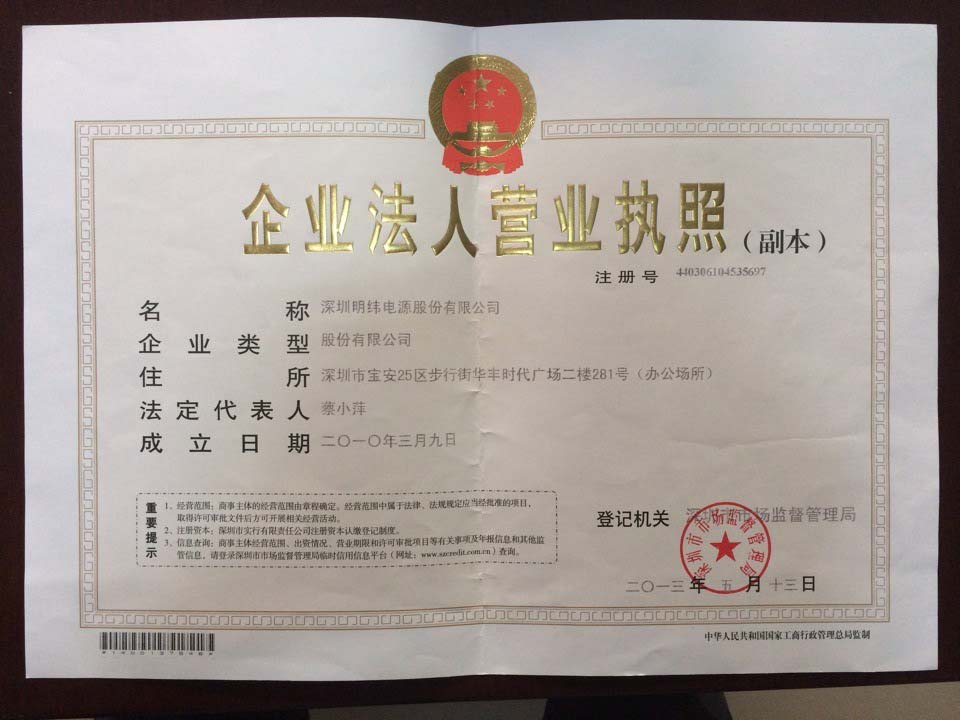 企业法人营业执照（副本）
注册号 440306104535697
名称 深圳明纬电源股份有限公司
企业类型 股份有限公司
住所 深圳市宝安25区步行街华丰时代广场二楼281号（办公场所）
法定代表人 蔡小萍
成立日期 二〇一〇年三月九日
重要提示
1、经营范围：商事主体的经营范围由章程确定。经营范围中属于法律、法规规定应当经批准的项目，
取得许可审批文件后方可开展相关经营活动。
2、注册资本：深圳市实行有限责任公司注册资本认缴登记制度。
3、信息查询：商事主体经营范围、出资情况、营业期限和许可审批项目等有关事项及年报信息和其他监
管信息，请登录深圳市市场监督管理局临时信用信息平台（网址：www.szcredit.com.cn）查询。
登记机关 深圳市市场监督管理局
深圳市市场监督管理局
二〇一三年 五 月 十三日
中华人民共和国国家工商行政管理总局监制